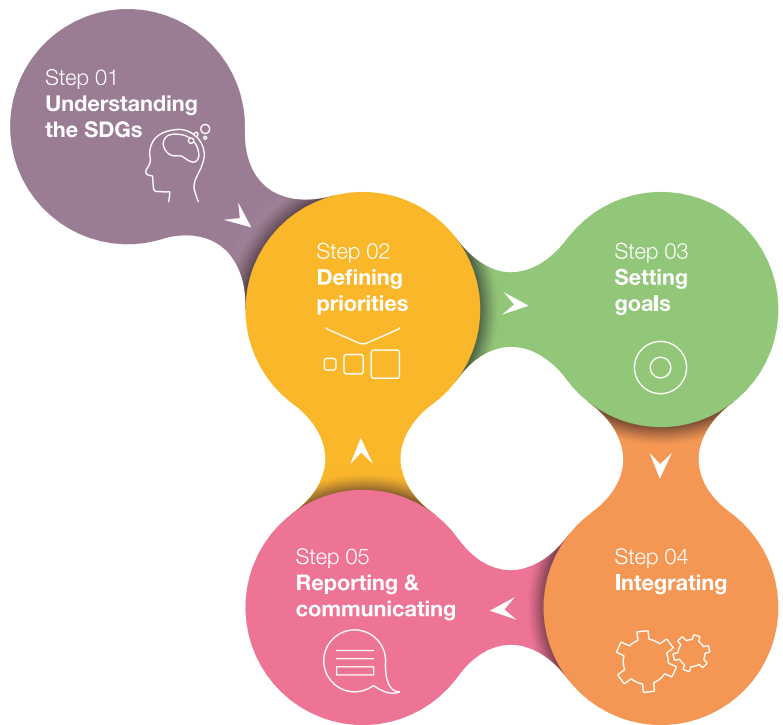 Step 01
Understanding
the SDGs
Step 02
Defining
priorities
Step 03
Setting
goals
Step 04
Integrating
Step 05
Reporting &
communicating